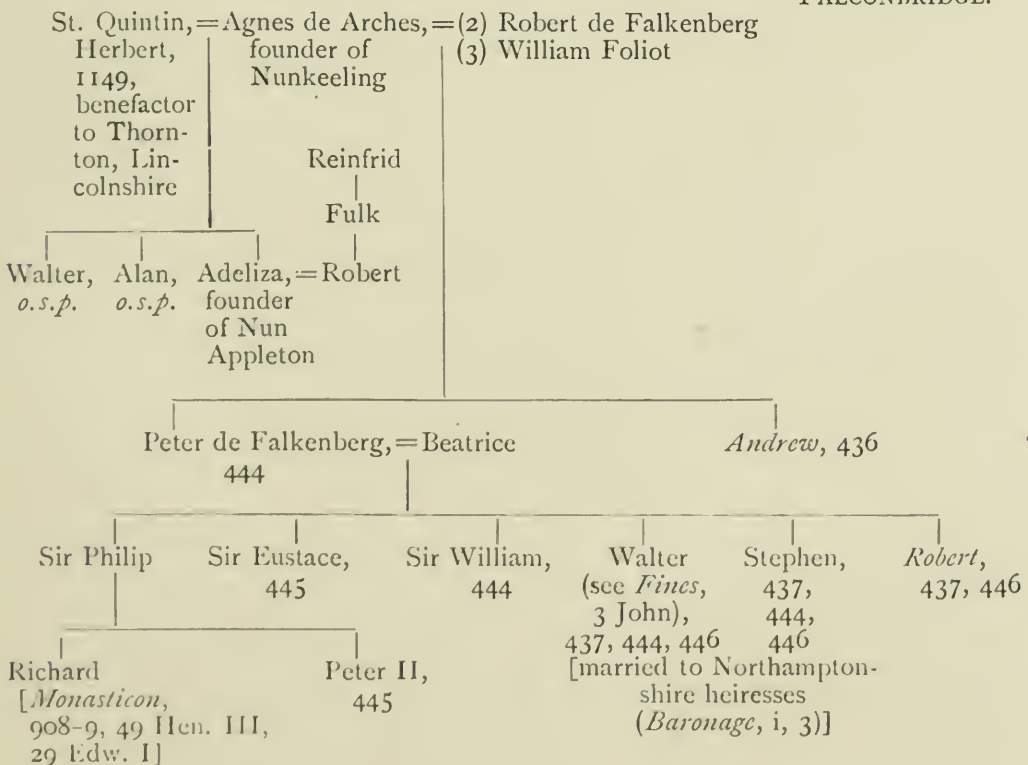 FALCONBRIDGE.
St. Quintin,=Agnes de Arches,=(2) Robert de Falkenberg
Herbert, founder of (3) William Foliot
1149, Nunkeeling
benefactor
to Thorn-
ton, Lin- Reinfrid
colnshire
Fulk
Walter, Alan, Adeliza,=Robert
o.s.p. o.s.p. founder
of Nun
Appleton
Peter de Falkenberg,=Beatrice Andrew, 436
444
Sir Philip Sir Eustace, Sir William, Walter Stephen, Robert,
445 444 (see Fines, 437, 437, 446
3 John), 444,
437, 444, 446 446
Richard Peter II, [married to Northampton-
[Monasticon, 445 shire heiresses
908-9, 49 Hen. III, (Baronage, i, 3)]
29 Edw. I]